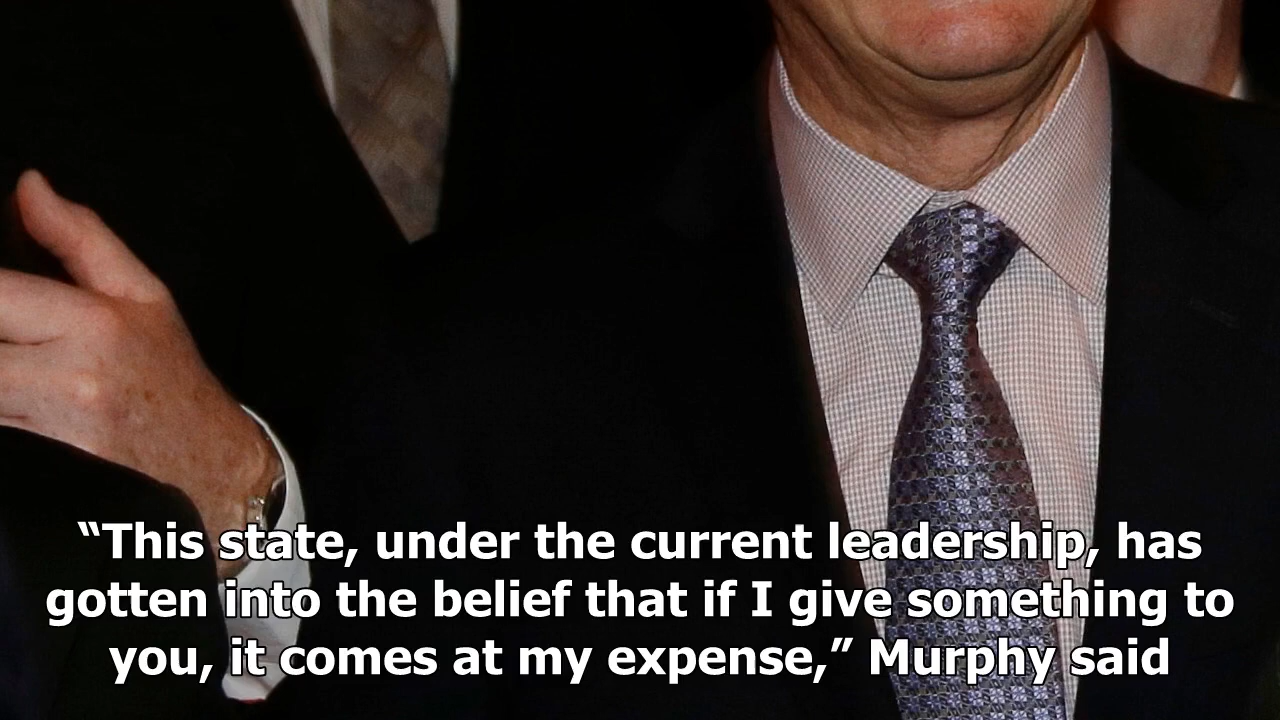 “This state, under the current leadership, has
gotten into the belief that if I give something to
you, it comes at my expense,” Murphy said